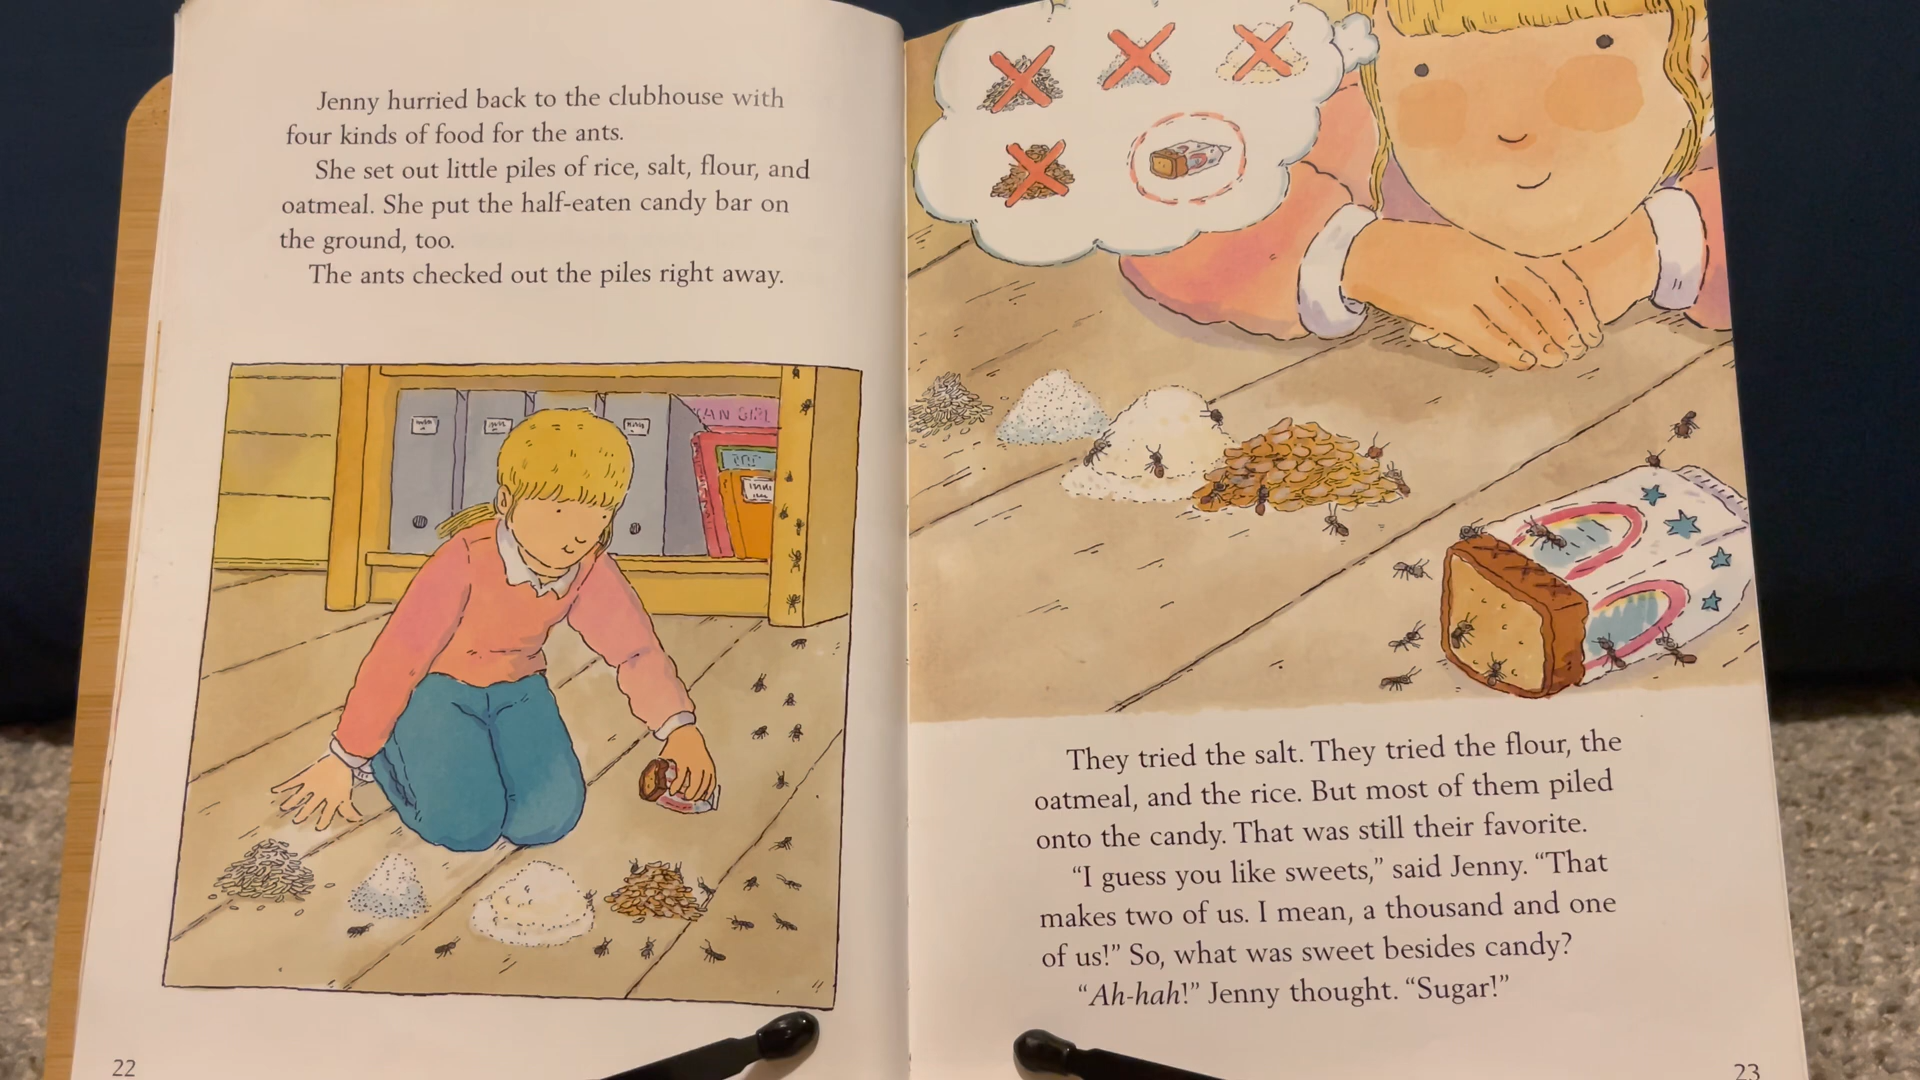 Jenny hurried back to the clubhouse with
four kinds of food for the ants.
She set out little piles of rice, salt, flour, and
oatmeal. She put the half-eaten candy bar on
the ground, too.
The ants checked out the piles right away.
22
They tried the salt. They tried the flour, the
oatmeal, and the rice. But most of them piled
onto the candy. That was still their favorite.
“I guess you like sweets,” said Jenny. “That
makes two of us. I mean, a thousand and one
of us!” So, what was sweet besides candy?
“Ah-hah!” Jenny thought. “Sugar!”
23